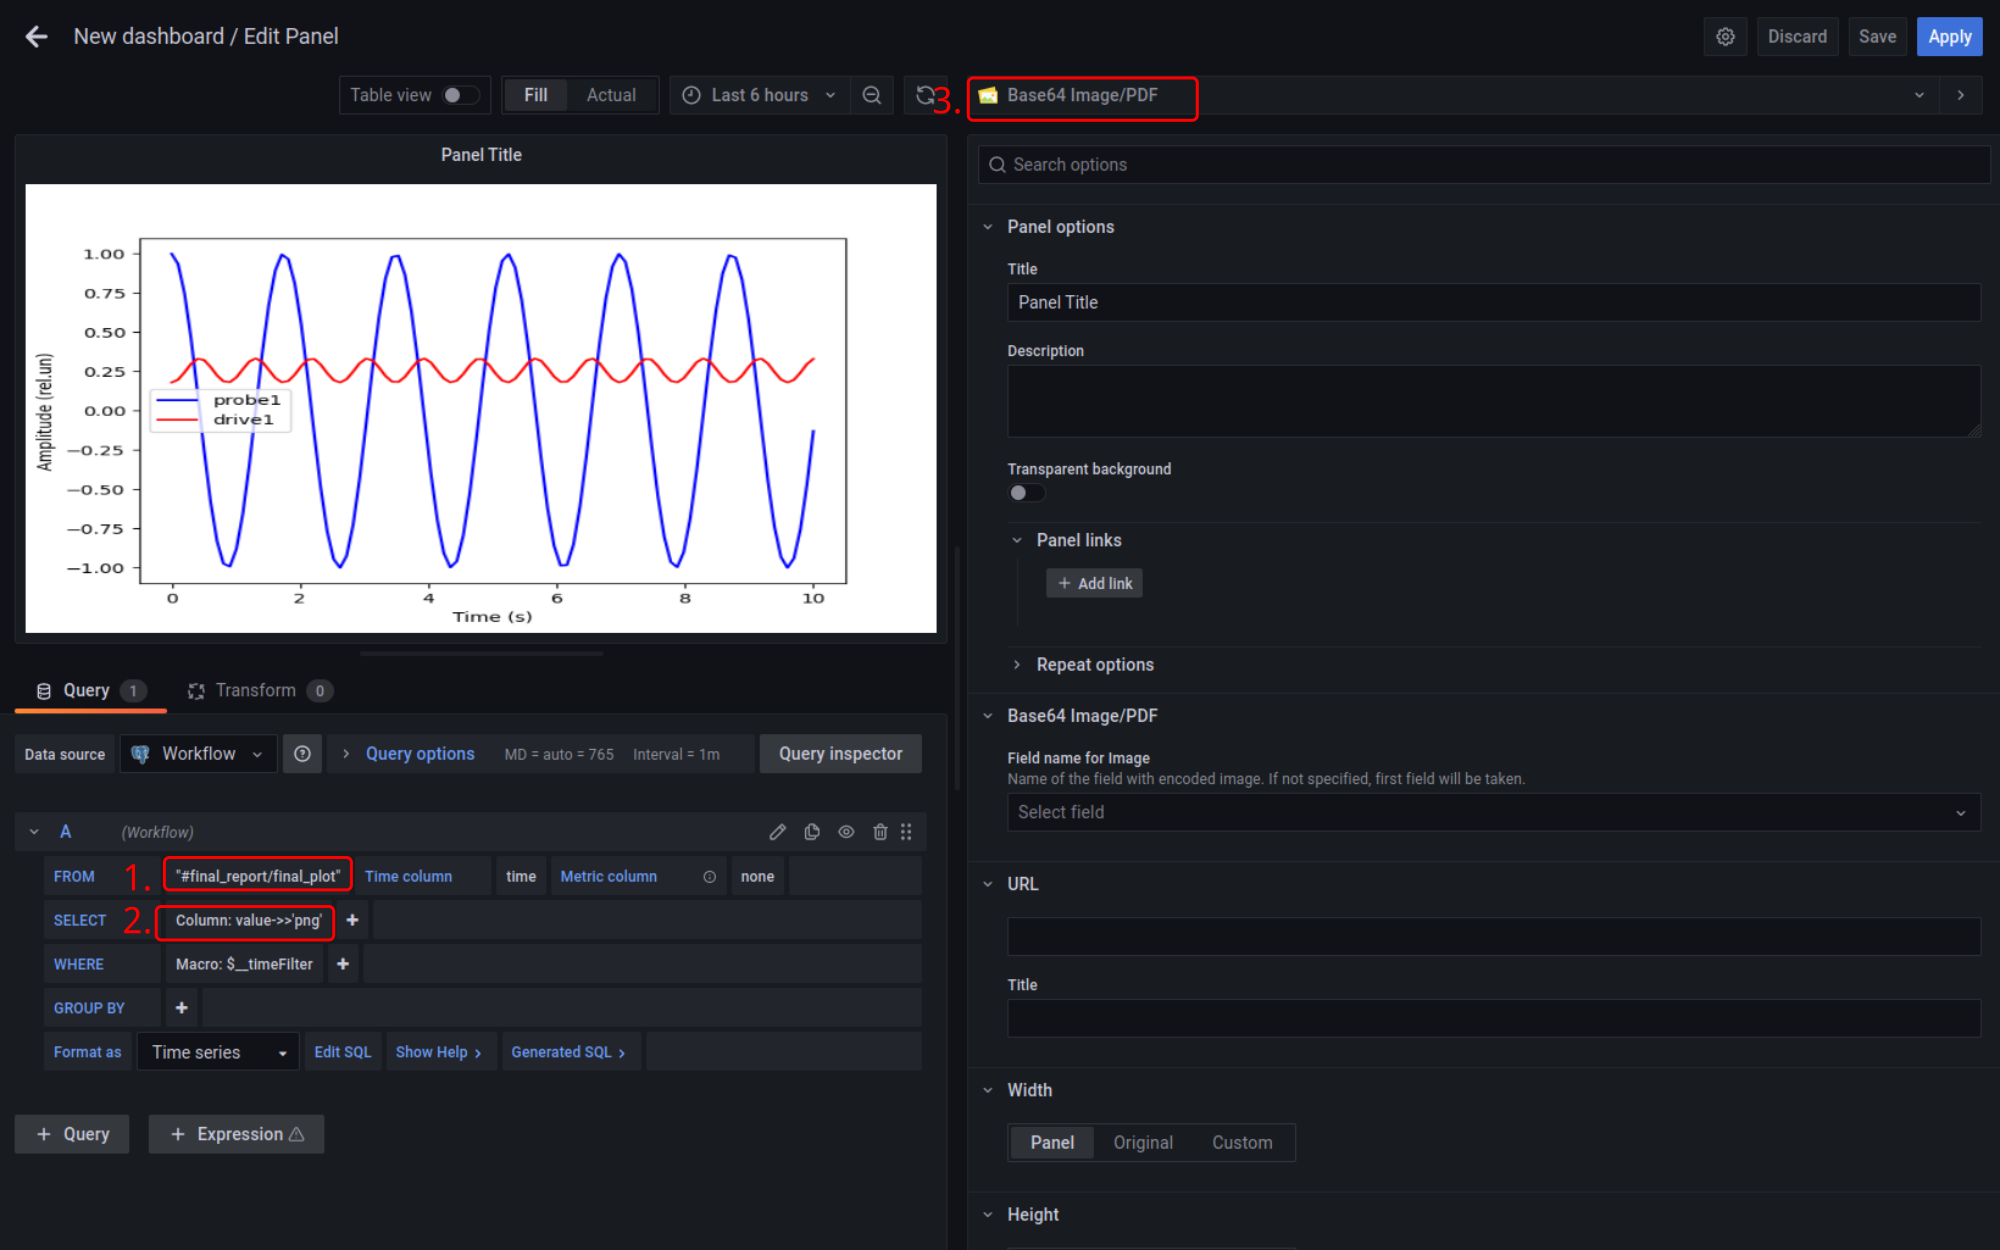 New dashboard / Edit Panel
Discard
Save
Apply
Table view
Fill
Actual
Last 6 hours
3.
Base64 Image/PDF
Panel Title
1.00
0.75
0.50
0.25
0.00
−0.25
−0.50
−0.75
−1.00
Amplitude (rel.un)
probe1
drive1
0 2 4 6 8 10
Time (s)
Query 1
Transform 0
Data source
Workflow
Query options
MD = auto = 765
Interval = 1m
Query inspector
A
(Workflow)
FROM
1.
"#final_report/final_plot"
Time column
time
Metric column
none
SELECT
2.
Column: value->>'png'
+
WHERE
Macro: $__timeFilter
+
GROUP BY
+
Format as
Time series
Edit SQL
Show Help >
Generated SQL >
+ Query
+ Expression
Search options
Panel options
Title
Panel Title
Description
Transparent background
Panel links
+ Add link
Repeat options
Base64 Image/PDF
Field name for Image
Name of the field with encoded image. If not specified, first field will be taken.
Select field
URL
Title
Width
Panel
Original
Custom
Height